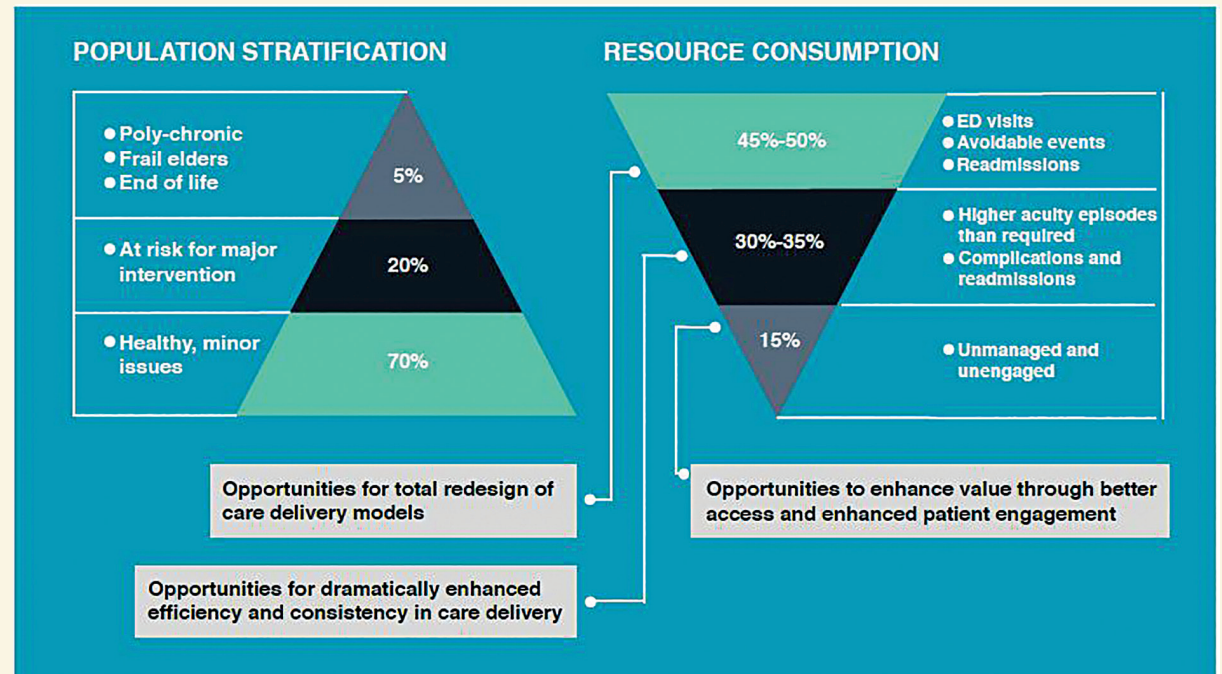 POPULATION STRATIFICATION
● Poly-chronic
● Frail elders
● End of life
5%
● At risk for major
intervention
20%
● Healthy, minor
issues
70%
RESOURCE CONSUMPTION
45%-50%
● ED visits
● Avoidable events
● Readmissions
30%-35%
● Higher acuity episodes
than required
● Complications and
readmissions
15%
● Unmanaged and
unengaged
Opportunities for total redesign of
care delivery models
Opportunities to enhance value through better
access and enhanced patient engagement
Opportunities for dramatically enhanced
efficiency and consistency in care delivery